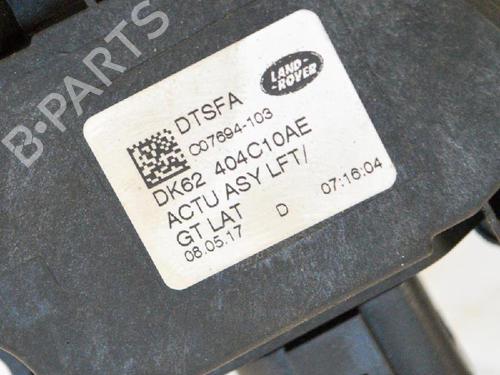 B-PARTS
LAND-
ROVER
DTSFA
C07694-103
DK62 404C10AE
ACTU ASY LFT/
GT LAT
08.05.17 D 07:16:04